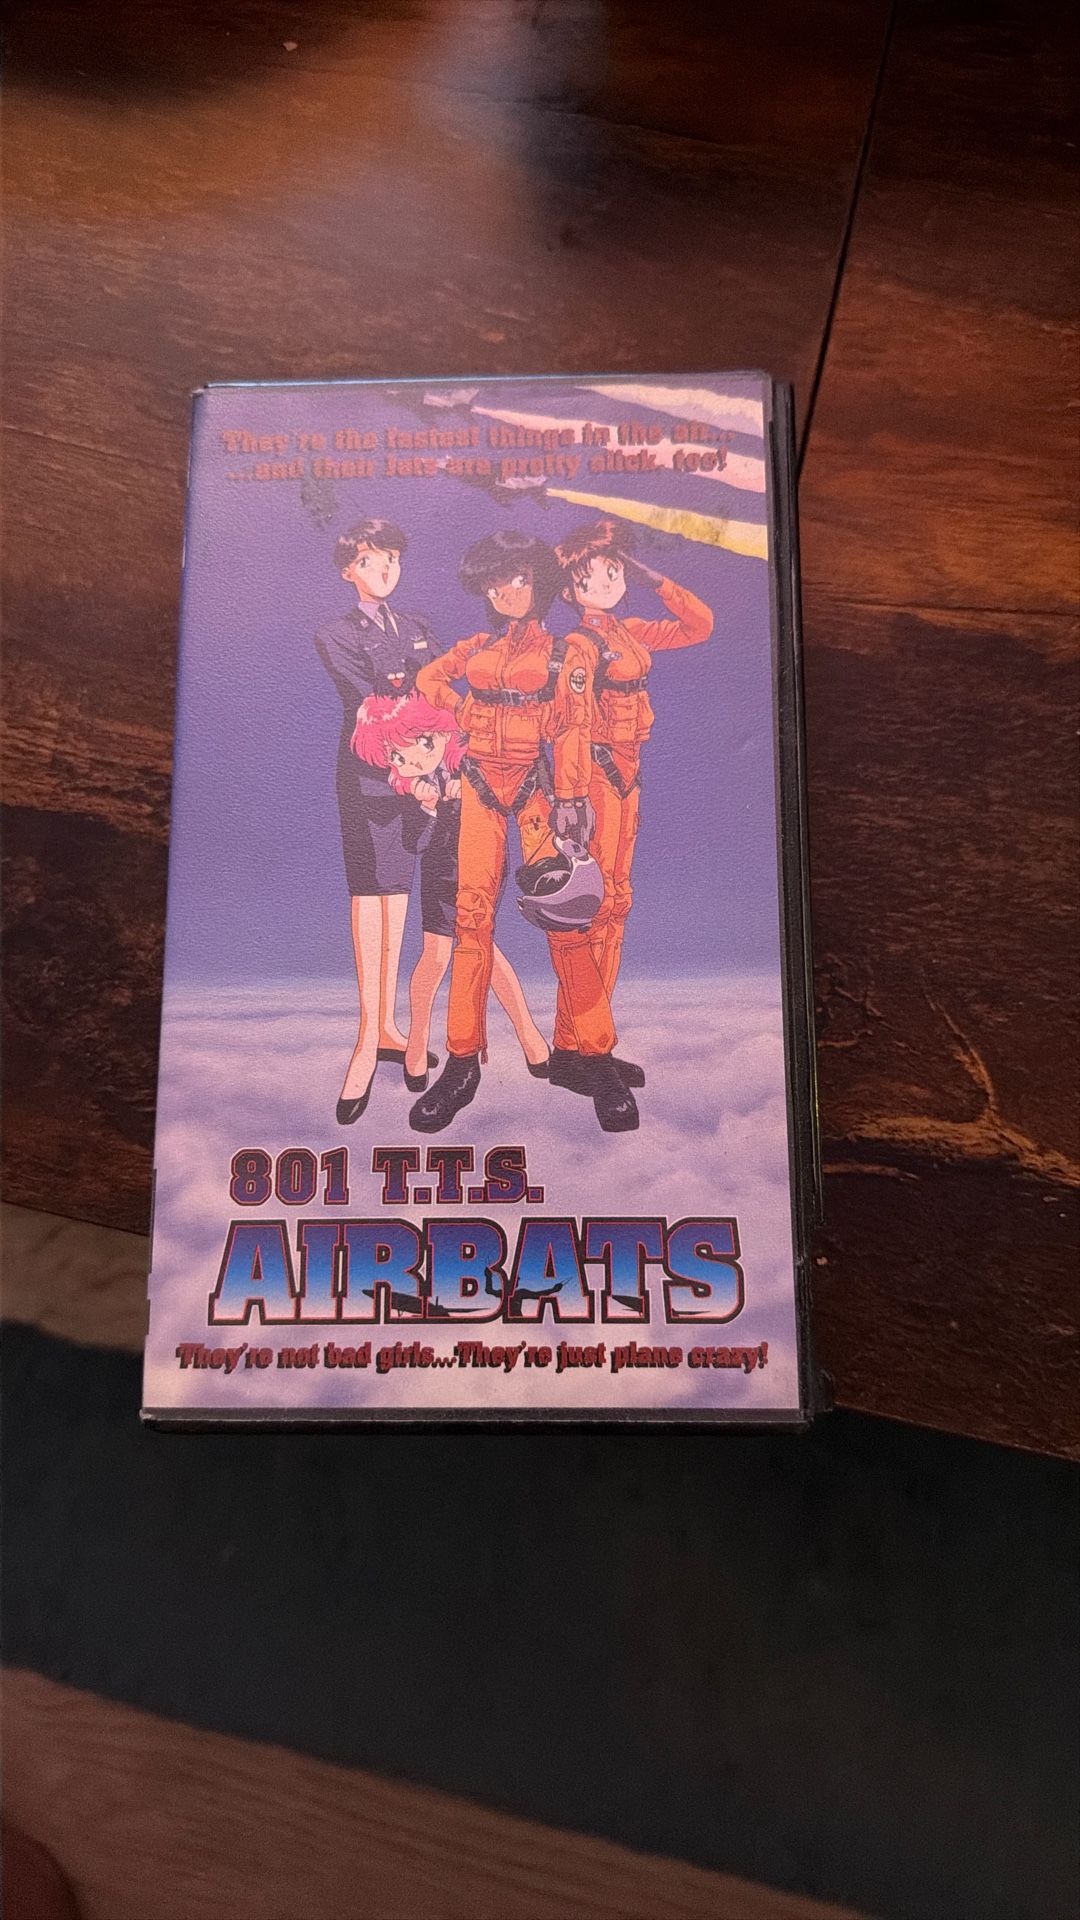 They're the fastest things in the air...
...and their jets are pretty slick, too!
801 T.T.S.
AIRBATS
They're not bad girls...They're just plane crazy!